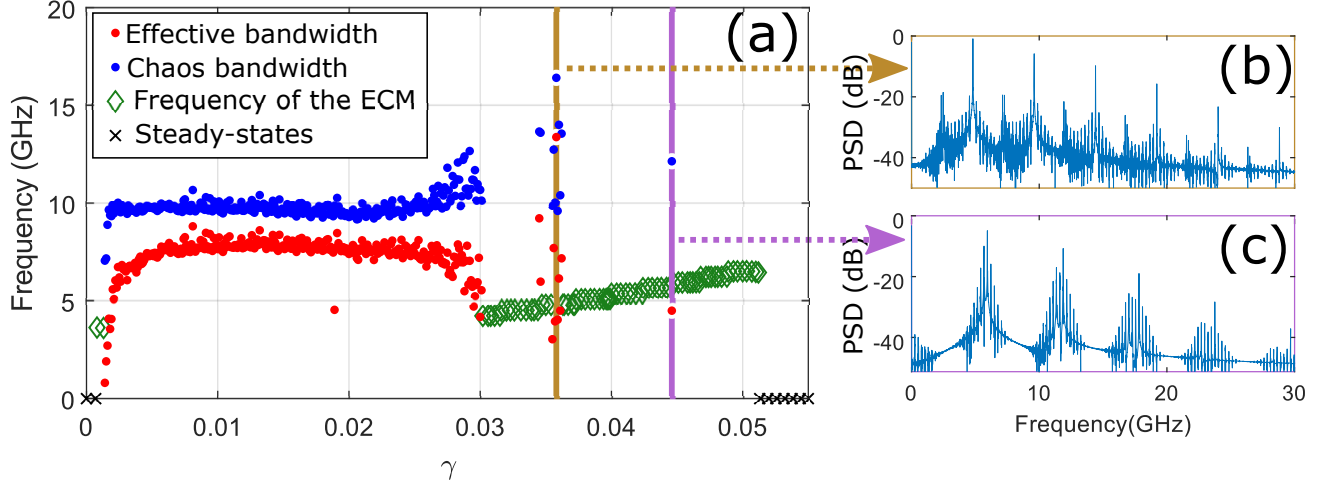 20
15
10
5
0
Frequency (GHz)
Effective bandwidth
Chaos bandwidth
Frequency of the ECM
Steady-states
(a)
0 0.01 0.02 0.03 0.04 0.05
γ
0
-20
-40
PSD (dB)
(b)
0
-20
-40
PSD (dB)
(c)
0 10 20 30
Frequency(GHz)